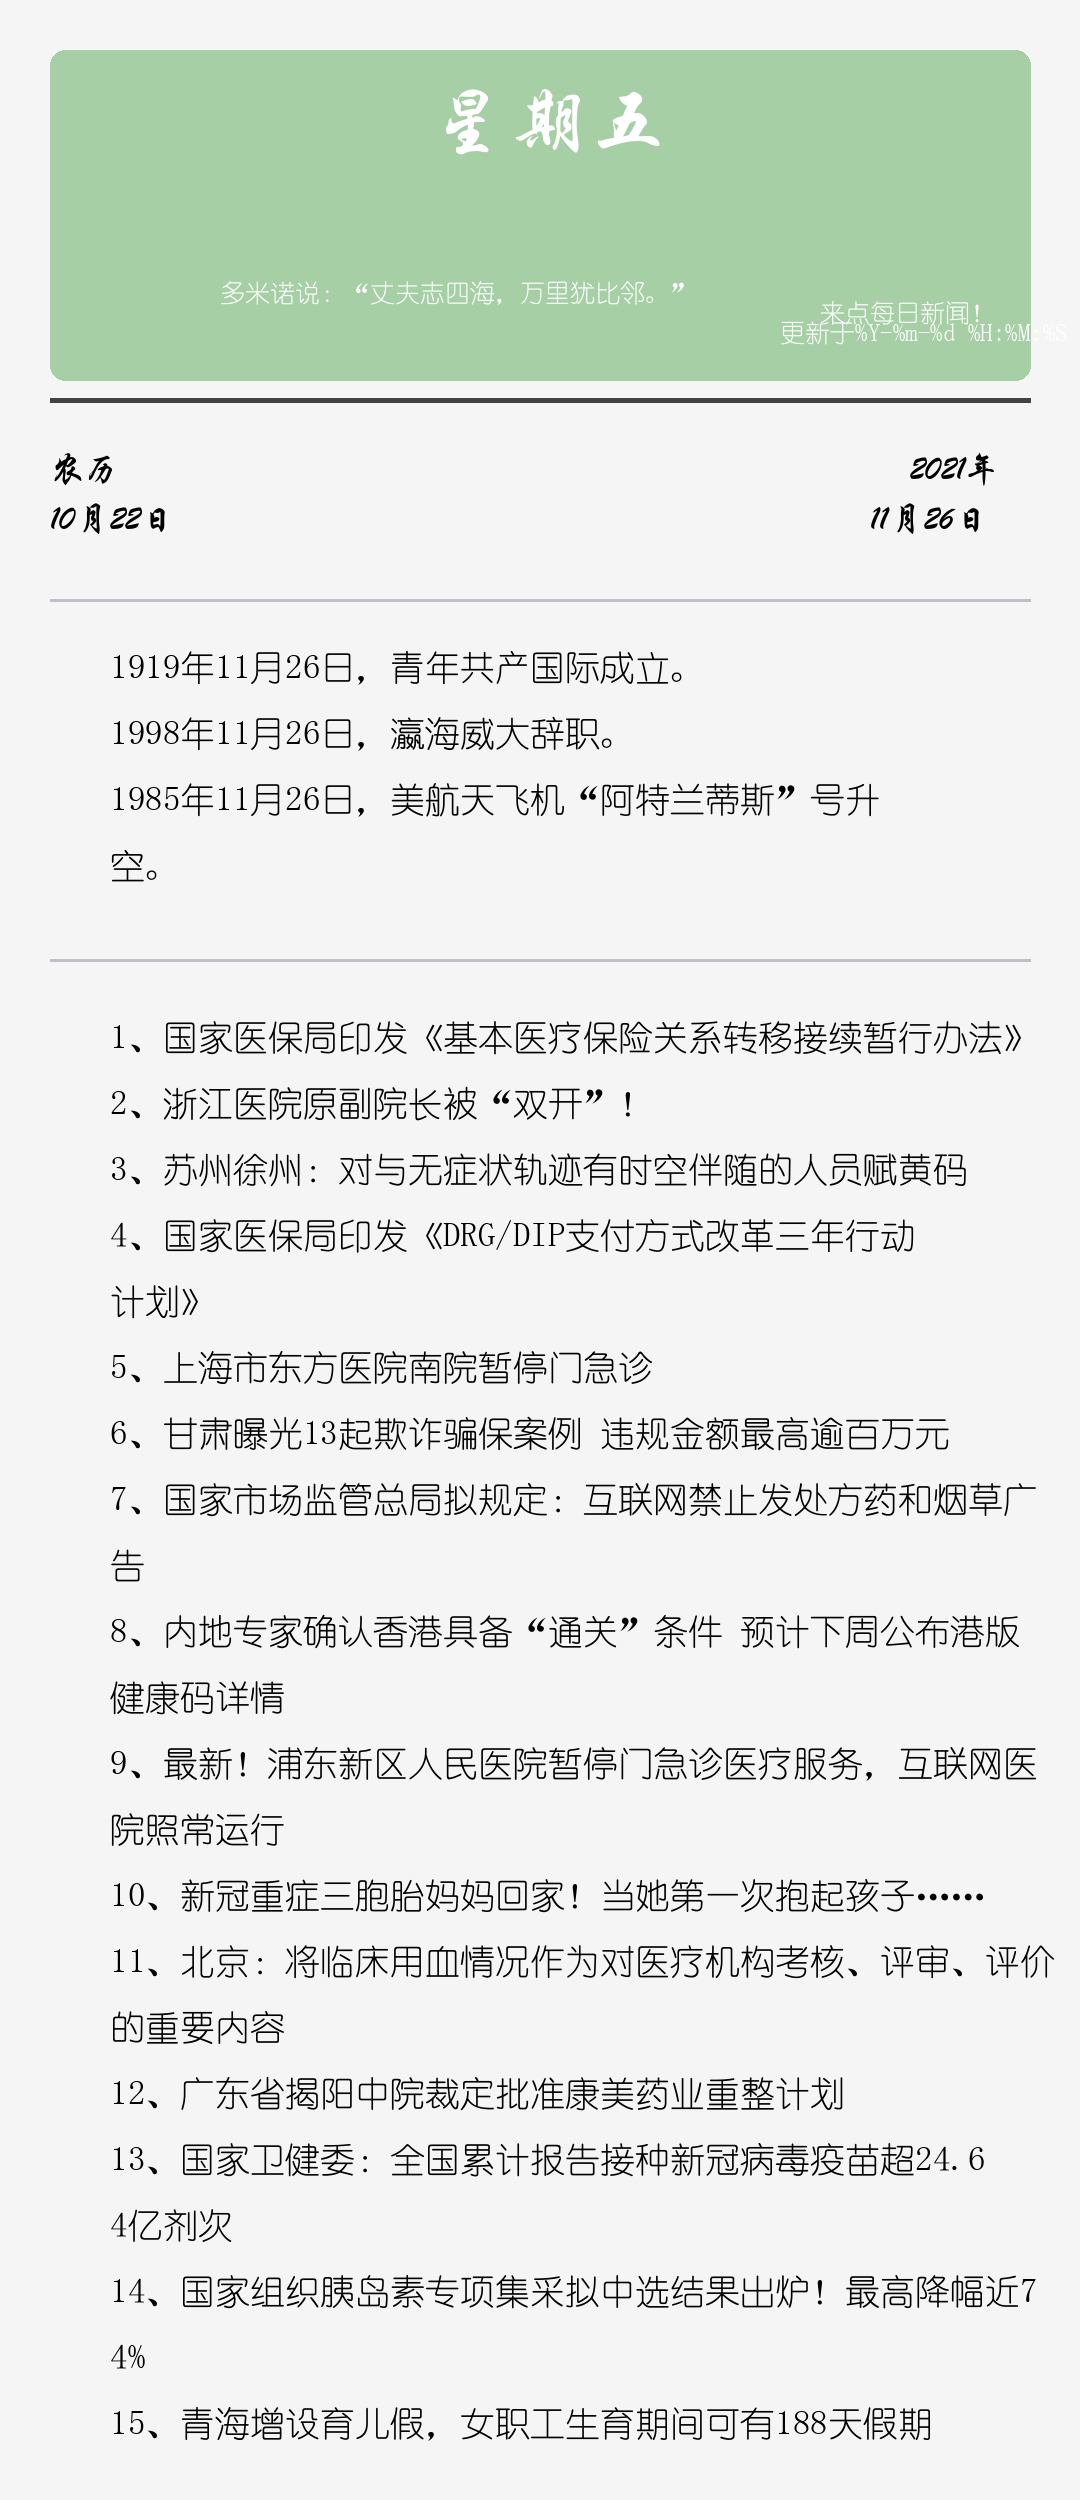 星期五
多米诺说：“丈夫志四海，万里犹比邻。”
来点每日新闻！
更新于%Y-%m-%d %H:%M:%S
农历
2021年
10月22日
11月26日
1919年11月26日，青年共产国际成立。
1998年11月26日，瀛海威大辞职。
1985年11月26日，美航天飞机“阿特兰蒂斯”号升
空。
1、国家医保局印发《基本医疗保险关系转移接续暂行办法》
2、浙江医院原副院长被“双开”！
3、苏州徐州：对与无症状轨迹有时空伴随的人员赋黄码
4、国家医保局印发《DRG/DIP支付方式改革三年行动
计划》
5、上海市东方医院南院暂停门急诊
6、甘肃曝光13起欺诈骗保案例 违规金额最高逾百万元
7、国家市场监管总局拟规定：互联网禁止发处方药和烟草广
告
8、内地专家确认香港具备“通关”条件 预计下周公布港版
健康码详情
9、最新！浦东新区人民医院暂停门急诊医疗服务，互联网医
院照常运行
10、新冠重症三胞胎妈妈回家！当她第一次抱起孩子……
11、北京：将临床用血情况作为对医疗机构考核、评审、评价
的重要内容
12、广东省揭阳中院裁定批准康美药业重整计划
13、国家卫健委：全国累计报告接种新冠病毒疫苗超24.6
4亿剂次
14、国家组织胰岛素专项集采拟中选结果出炉！最高降幅近7
4%
15、青海增设育儿假，女职工生育期间可有188天假期